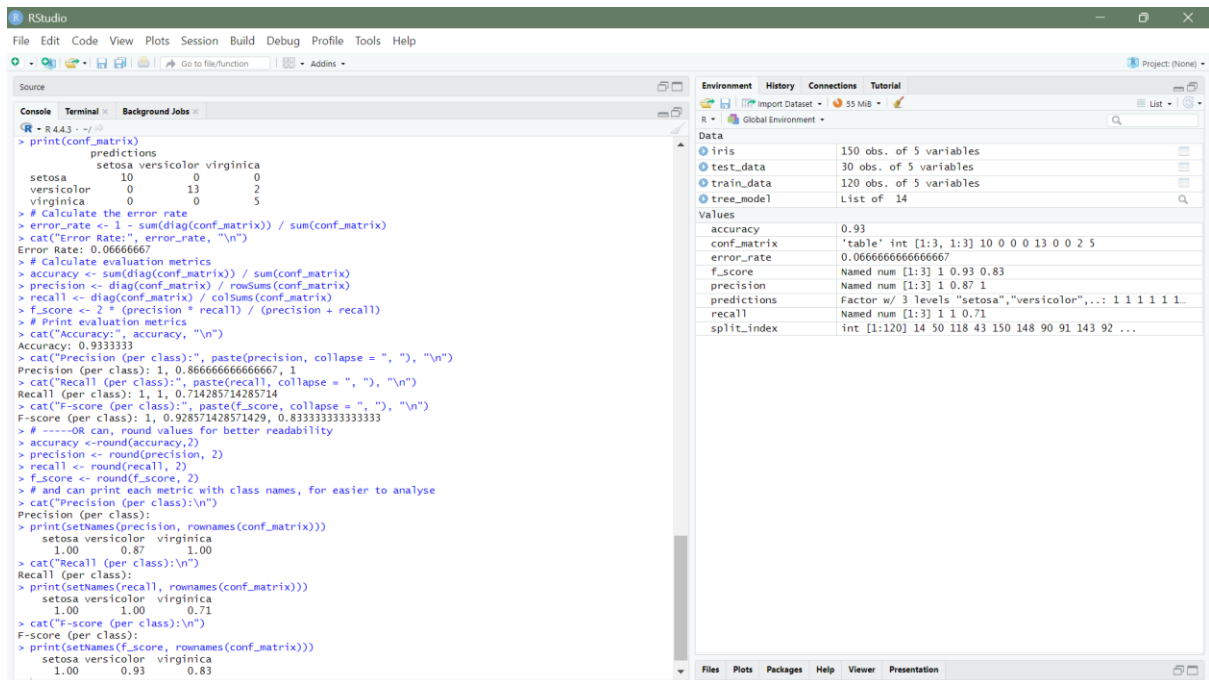 RStudio
File Edit Code View Plots Session Build Debug Profile Tools Help
Go to file/function Addins Project: (None)
Source
Console Terminal Background Jobs
R 4.4.3 · ~/
> print(conf_matrix)
predictions
setosa versicolor virginica
setosa 10 0 0
versicolor 0 13 2
virginica 0 0 5
> # Calculate the error rate
> error_rate <- 1 - sum(diag(conf_matrix)) / sum(conf_matrix)
> cat("Error Rate:", error_rate, "\n")
Error Rate: 0.06666667
> # Calculate evaluation metrics
> accuracy <- sum(diag(conf_matrix)) / sum(conf_matrix)
> precision <- diag(conf_matrix) / rowSums(conf_matrix)
> recall <- diag(conf_matrix) / colSums(conf_matrix)
> f_score <- 2 * (precision * recall) / (precision + recall)
> # Print evaluation metrics
> cat("Accuracy:", accuracy, "\n")
Accuracy: 0.9333333
> cat("Precision (per class):", paste(precision, collapse = ", "), "\n")
Precision (per class): 1, 0.866666666666667, 1
> cat("Recall (per class):", paste(recall, collapse = ", "), "\n")
Recall (per class): 1, 1, 0.714285714285714
> cat("F-score (per class):", paste(f_score, collapse = ", "), "\n")
F-score (per class): 1, 0.928571428571429, 0.833333333333333
> # -----OR can, round values for better readability
> accuracy <-round(accuracy,2)
> precision <- round(precision, 2)
> recall <- round(recall, 2)
> f_score <- round(f_score, 2)
> # and can print each metric with class names, for easier to analyse
> cat("Precision (per class):\n")
Precision (per class):
> print(setNames(precision, rownames(conf_matrix)))
setosa versicolor virginica
1.00 0.87 1.00
> cat("Recall (per class):\n")
Recall (per class):
> print(setNames(recall, rownames(conf_matrix)))
setosa versicolor virginica
1.00 1.00 0.71
> cat("F-score (per class):\n")
F-score (per class):
> print(setNames(f_score, rownames(conf_matrix)))
setosa versicolor virginica
1.00 0.93 0.83
Environment History Connections Tutorial
Import Dataset 55 MiB List
R Global Environment
Data
iris 150 obs. of 5 variables
test_data 30 obs. of 5 variables
train_data 120 obs. of 5 variables
tree_model List of 14
Values
accuracy 0.93
conf_matrix 'table' int [1:3, 1:3] 10 0 0 0 13 0 0 2 5
error_rate 0.0666666666666667
f_score Named num [1:3] 1 0.93 0.83
precision Named num [1:3] 1 0.87 1
predictions Factor w/ 3 levels "setosa","versicolor",..: 1 1 1 1 1 1…
recall Named num [1:3] 1 1 0.71
split_index int [1:120] 14 50 118 43 150 148 90 91 143 92 ...
Files Plots Packages Help Viewer Presentation